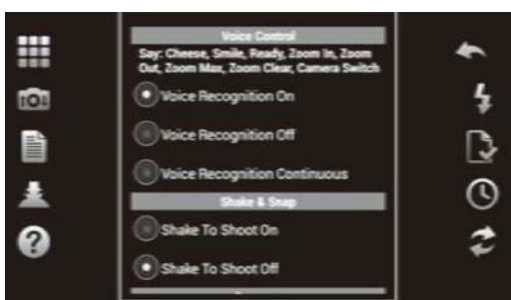 Voice Control
Say: Cheese, Smile, Ready, Zoom In, Zoom
Out, Zoom Max, Zoom Clear, Camera Switch
Voice Recognition On
Voice Recognition Off
Voice Recognition Continuous
Shake & Snap
Shake To Shoot On
Shake To Shoot Off